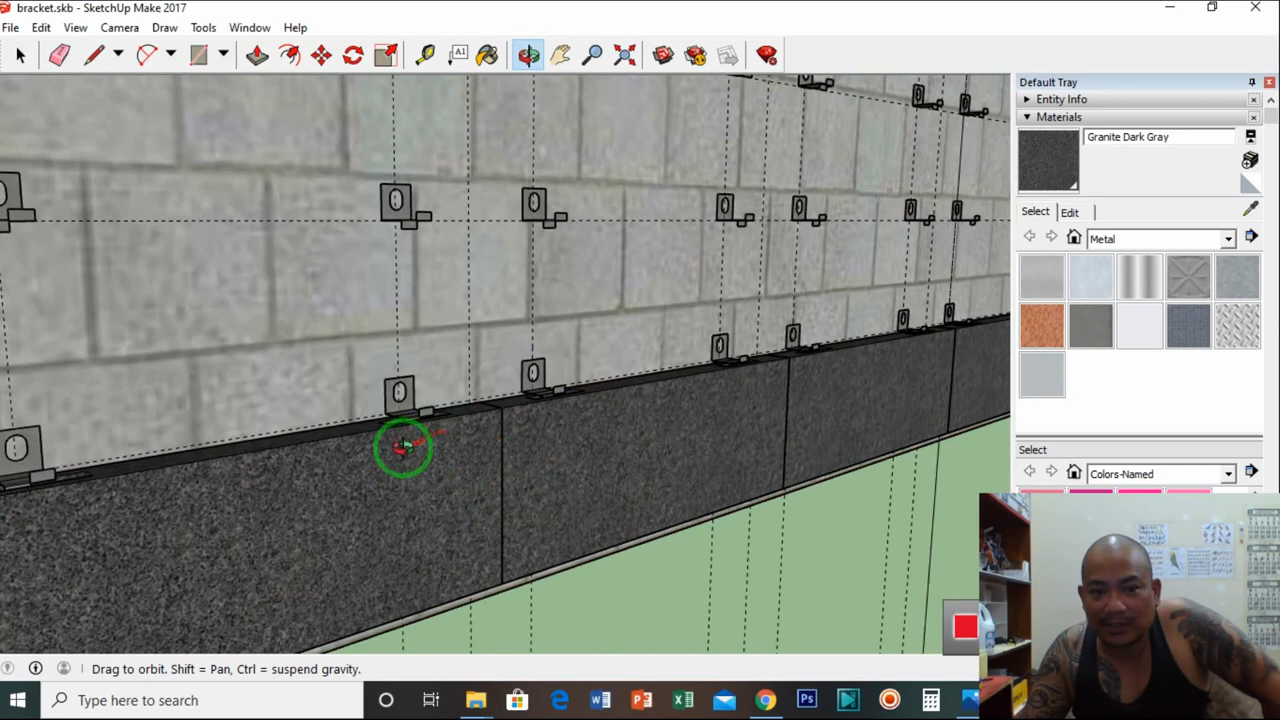 bracket.skb - SketchUp Make 2017
File Edit View Camera Draw Tools Window Help
A1
Default Tray
Entity Info
Materials
Granite Dark Gray
Select Edit
Metal
Select
Colors-Named
Drag to orbit. Shift = Pan, Ctrl = suspend gravity.
Type here to search